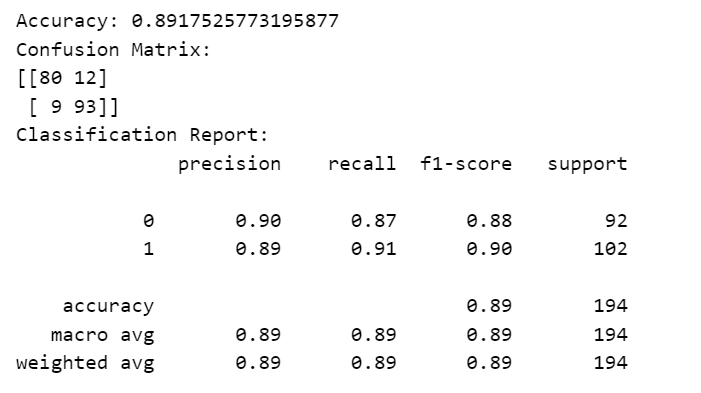 Accuracy: 0.8917525773195877
Confusion Matrix:
[[80 12]
 [ 9 93]]
Classification Report:
              precision    recall  f1-score   support

           0       0.90      0.87      0.88        92
           1       0.89      0.91      0.90       102

    accuracy                           0.89       194
   macro avg       0.89      0.89      0.89       194
weighted avg       0.89      0.89      0.89       194